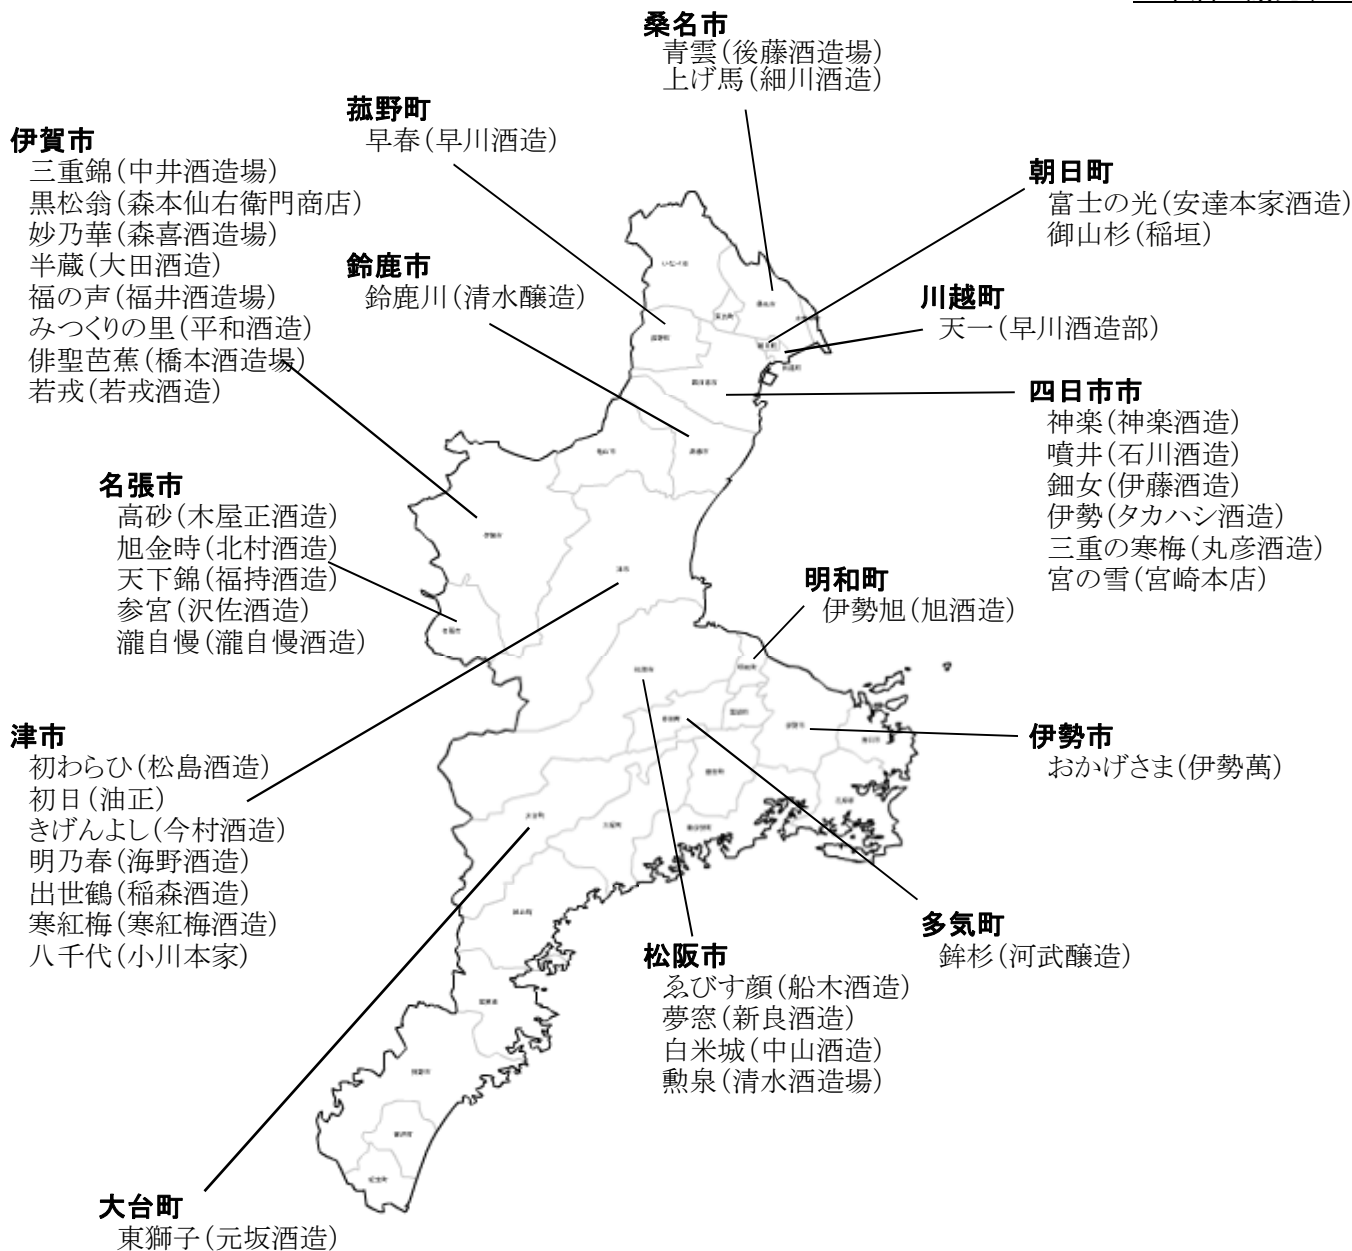 桑名市
青雲(後藤酒造場)
上げ馬(細川酒造)
菰野町
早春(早川酒造)
伊賀市
三重錦(中井酒造場)
黒松翁(森本仙右衛門商店)
妙乃華(森喜酒造場)
半蔵(大田酒造)
福の声(福井酒造場)
みつくりの里(平和酒造)
俳聖芭蕉(橋本酒造場)
若戎(若戎酒造)
朝日町
富士の光(安達本家酒造)
御山杉(稲垣)
鈴鹿市
鈴鹿川(清水醸造)
川越町
天一(早川酒造部)
四日市市
神楽(神楽酒造)
噴井(石川酒造)
鈿女(伊藤酒造)
伊勢(タカハシ酒造)
三重の寒梅(丸彦酒造)
宮の雪(宮崎本店)
名張市
高砂(木屋正酒造)
旭金時(北村酒造)
天下錦(福持酒造)
参宮(沢佐酒造)
瀧自慢(瀧自慢酒造)
明和町
伊勢旭(旭酒造)
津市
初わらひ(松島酒造)
初日(油正)
きげんよし(今村酒造)
明乃春(海野酒造)
出世鶴(稲森酒造)
寒紅梅(寒紅梅酒造)
八千代(小川本家)
伊勢市
おかげさま(伊勢萬)
多気町
鉾杉(河武醸造)
松阪市
ゑびす顔(船木酒造)
夢窓(新良酒造)
白米城(中山酒造)
勲泉(清水酒造場)
大台町
東獅子(元坂酒造)